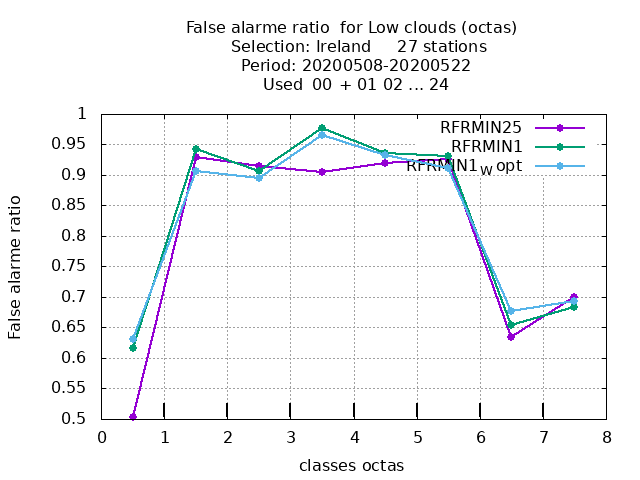 False alarme ratio  for Low clouds (octas)
Selection: Ireland     27 stations
Period: 20200508-20200522
Used  00 + 01 02 ... 24
RFRMIN25
RFRMIN1
RFRMIN1W opt
1
0.95
0.9
0.85
0.8
0.75
0.7
0.65
0.6
0.55
0.5
False alarme ratio
0 1 2 3 4 5 6 7 8
classes octas